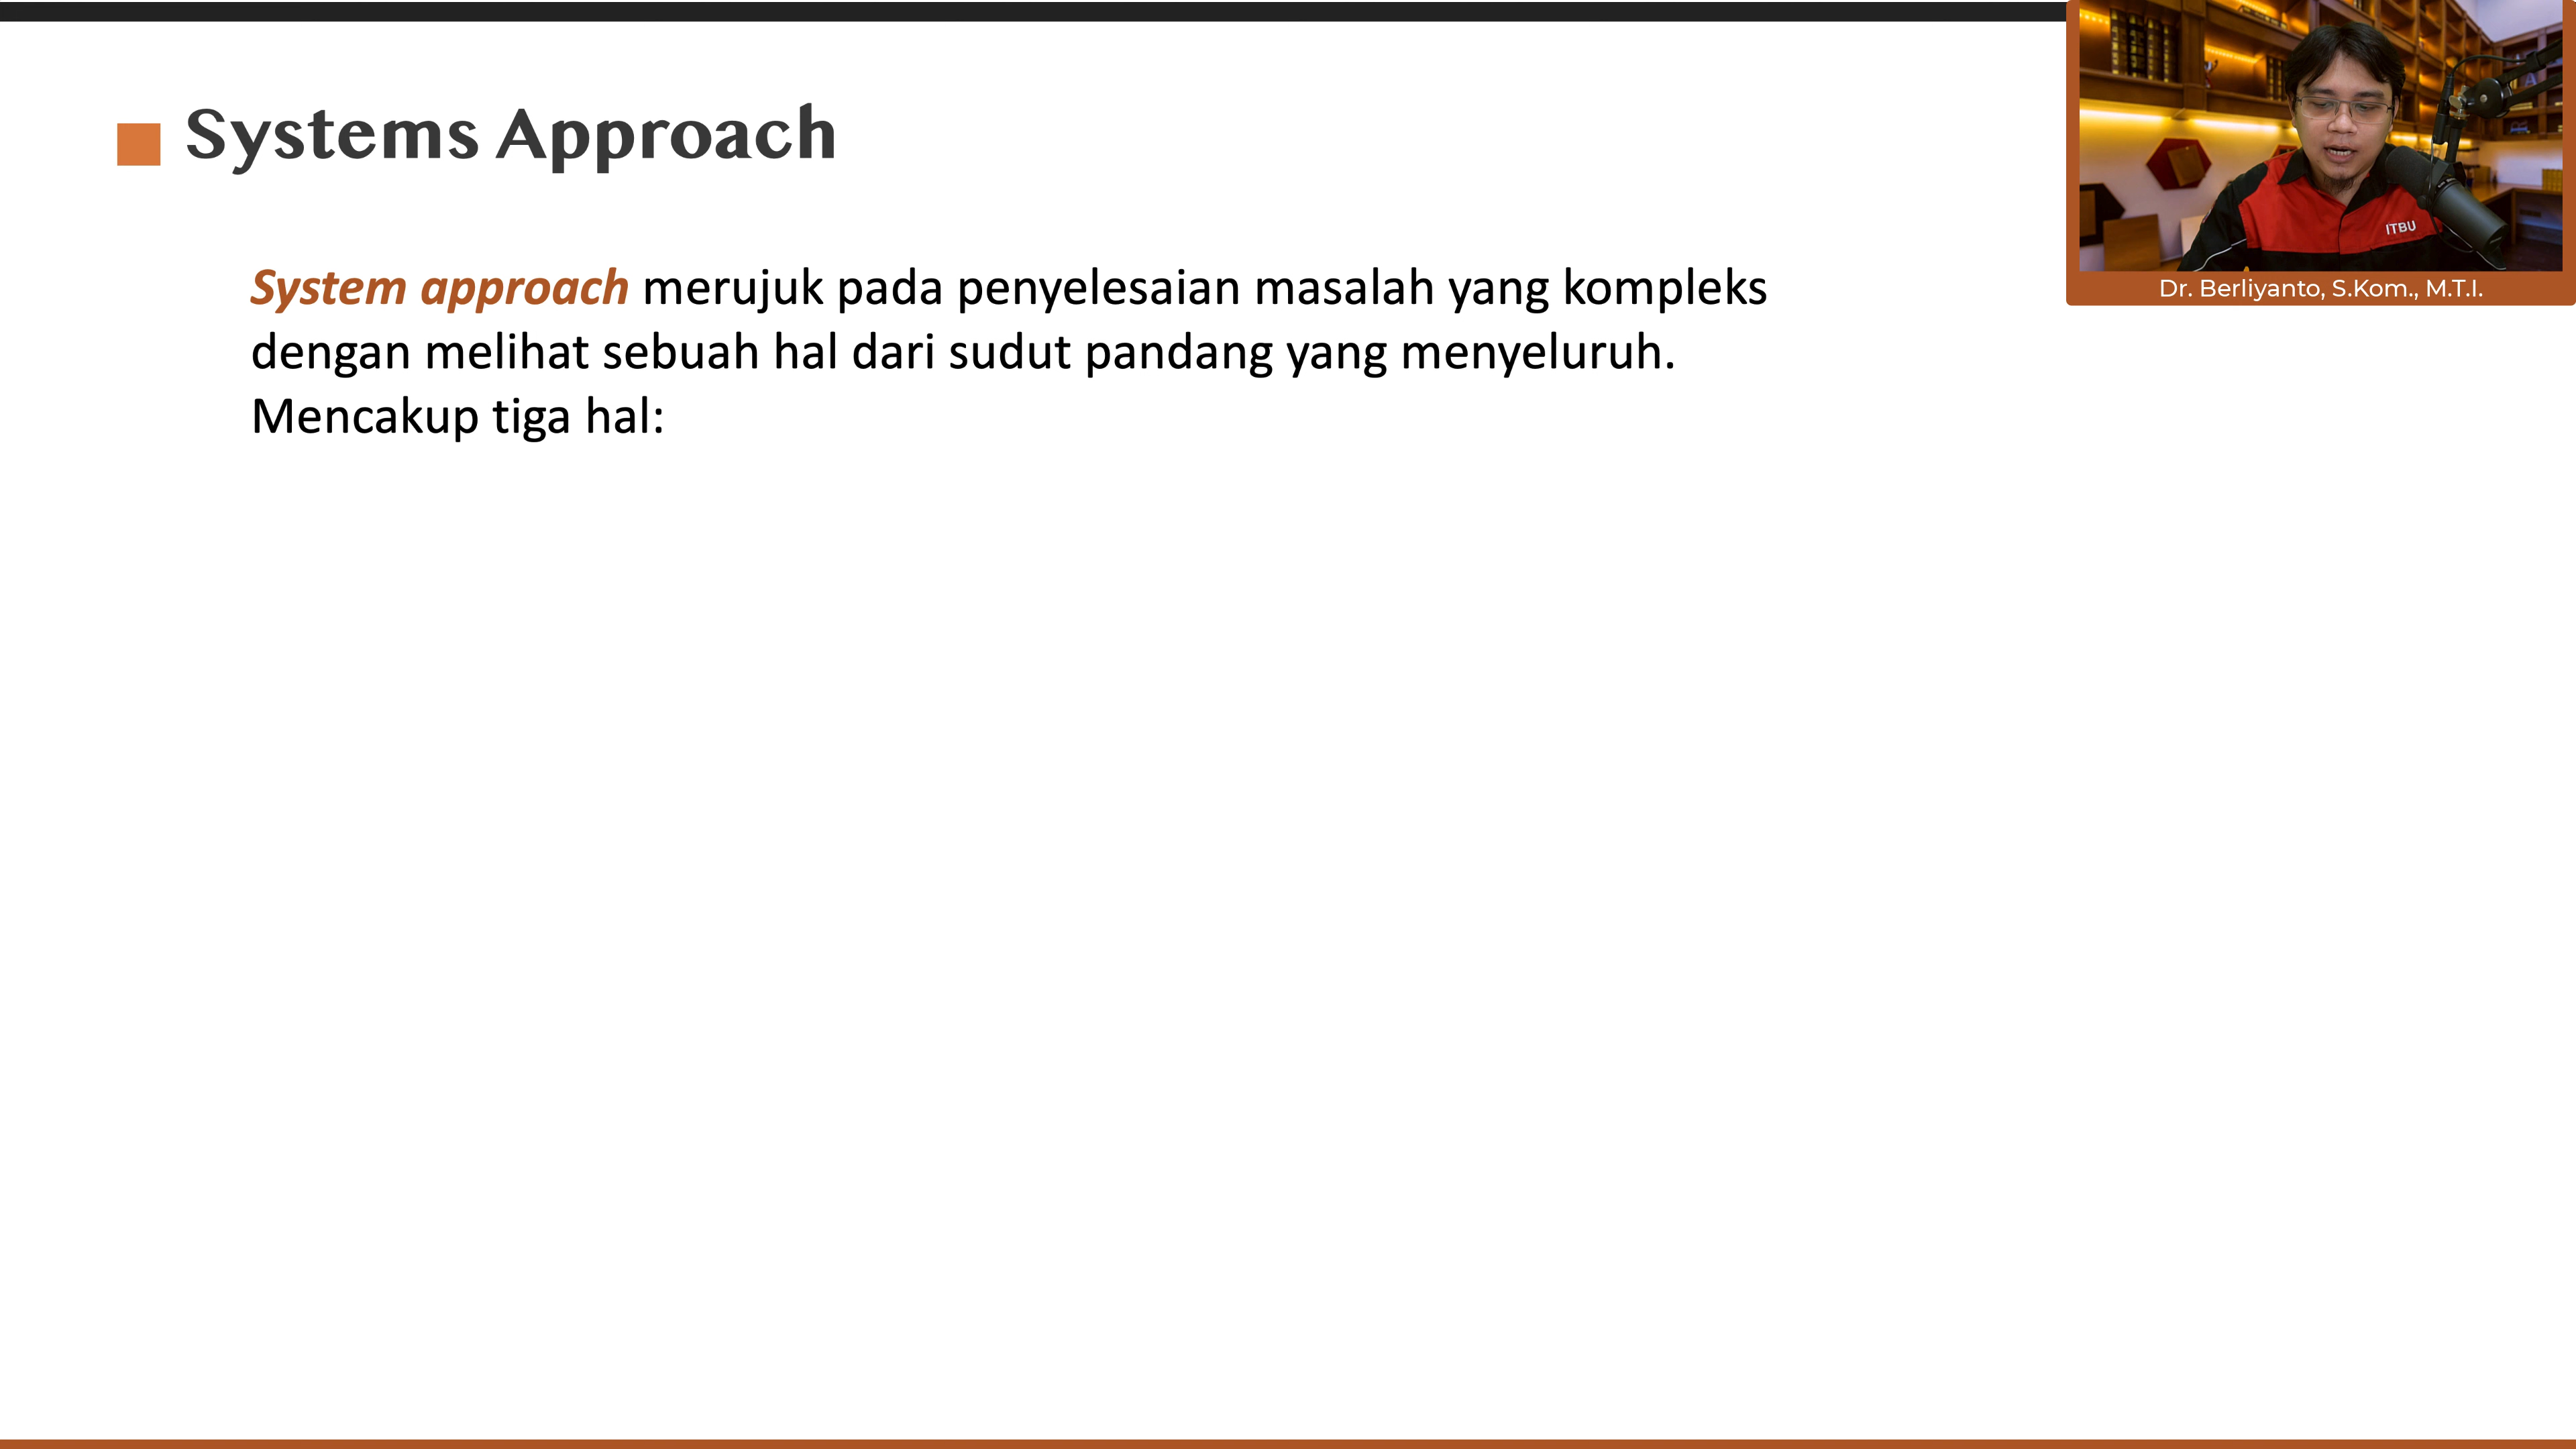 Systems Approach
System approach merujuk pada penyelesaian masalah yang kompleks
dengan melihat sebuah hal dari sudut pandang yang menyeluruh.
Mencakup tiga hal:
ITBU
Dr. Berliyanto, S.Kom., M.T.I.